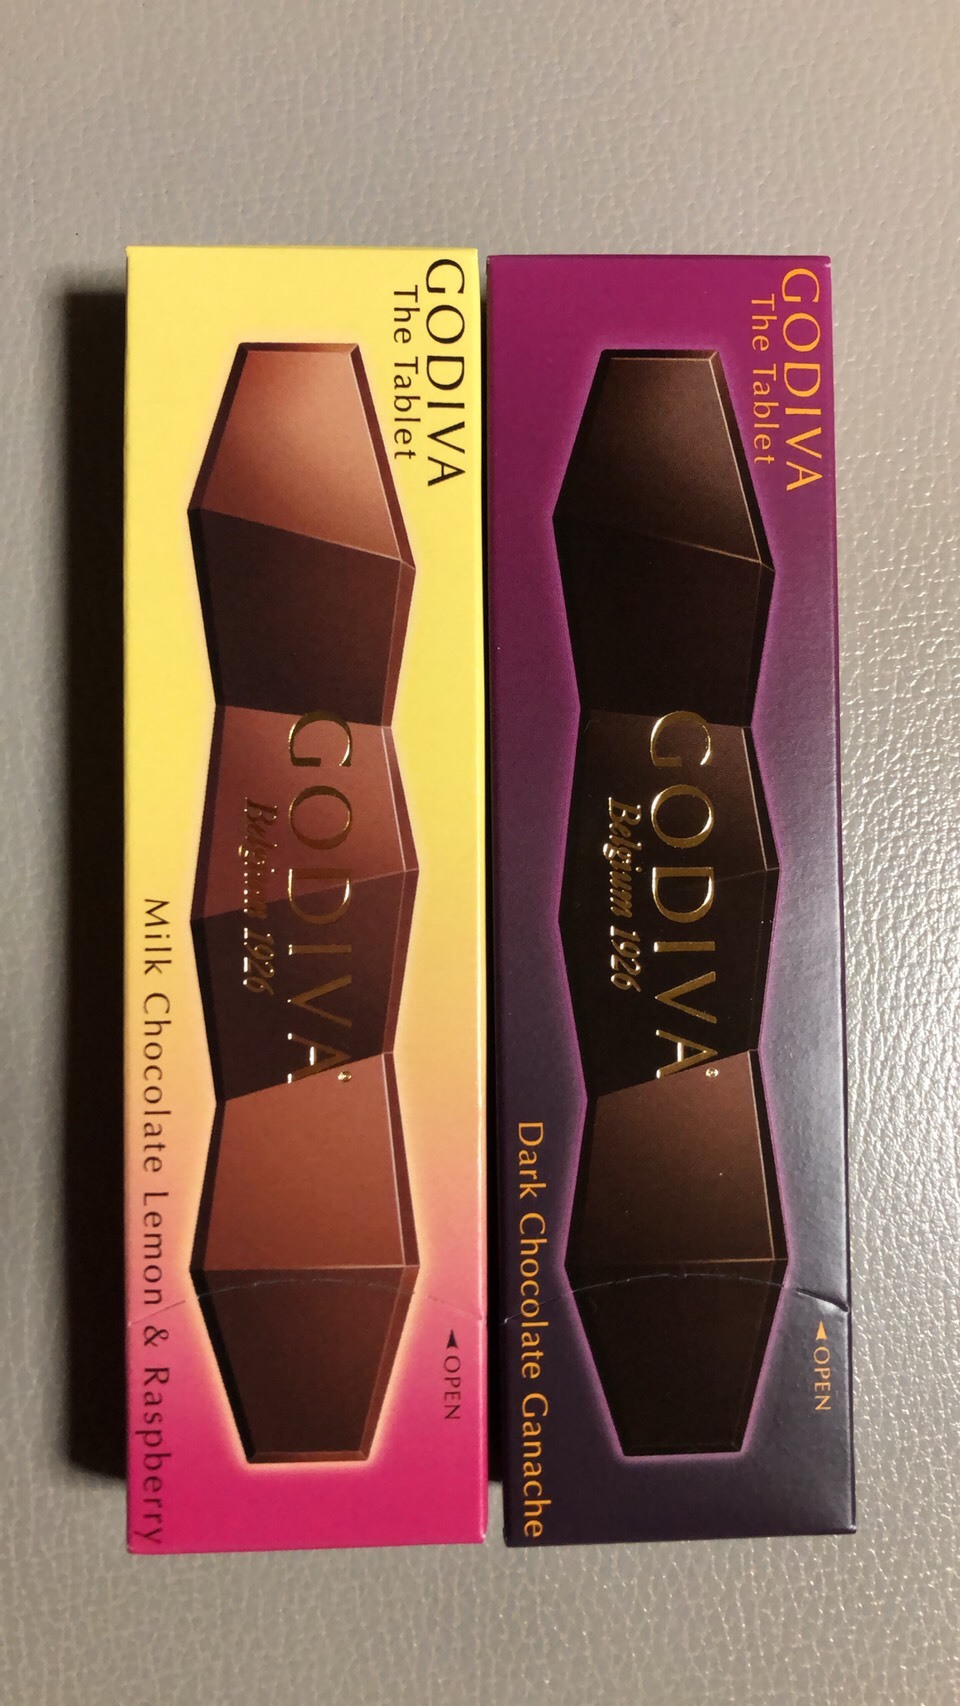 GODIVA
The Tablet
GODIVA
Belgium 1926
Milk Chocolate Lemon & Raspberry
◄OPEN
GODIVA
The Tablet
GODIVA
Belgium 1926
Dark Chocolate Ganache
◄OPEN